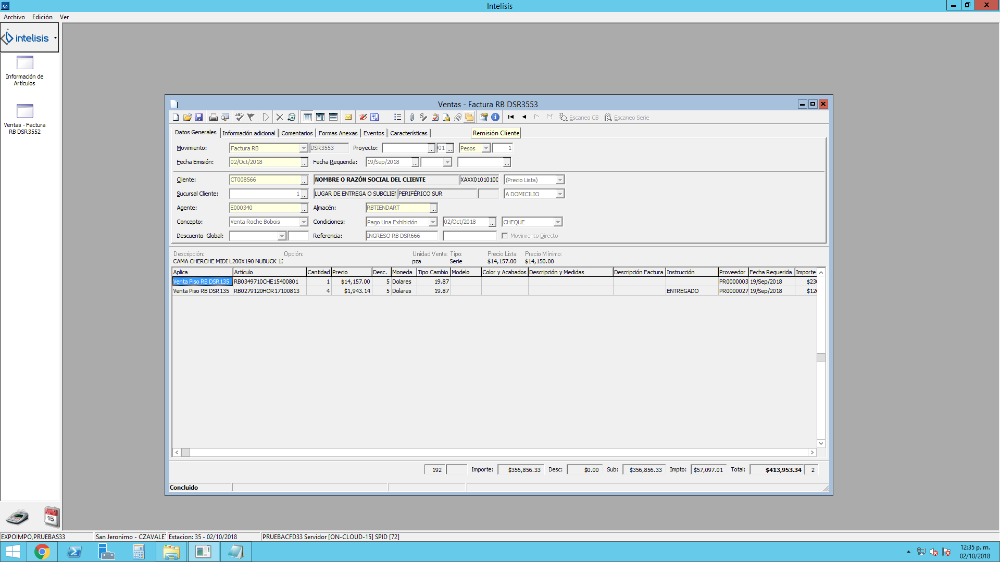 Intelisis
Archivo Edición Ver
intelisis
Información de
Artículos
Ventas - Factura
RB DSR3552
Ventas - Factura RB DSR3553
Escaneo CB Escaneo Serie
Datos Generales Información adicional Comentarios Formas Anexas Eventos Características Remisión Cliente
Movimiento: Factura RB DSR3553 Proyecto: ... 001 ... Pesos 1
Fecha Emisión: 02/Oct/2018 ... Fecha Requerida: 19/Sep/2018 ... ...
Cliente: CT008566 ... NOMBRE O RAZÓN SOCIAL DEL CLIENTE XAXX01010100 (Precio Lista)
Sucursal Cliente: 1 ... LUGAR DE ENTREGA O SUBCLIEN PERIFÉRICO SUR A DOMICILIO
Agente: E000340 ... Almacén: RBTIENDART ...
Concepto: Venta Roche Bobois Condiciones: Pago Una Exhibición 02/Oct/2018 ... CHEQUE
Descuento Global: Referencia: INGRESO RB DSR666 Movimiento Directo
Descripción: Opción: Unidad Venta: Tipo: Precio Lista: Precio Mínimo:
CAMA CHERCHE MIDI L200X190 NUBUCK 12 pza Serie $14,157.00 $14,150.00
Aplica Artículo Cantidad Precio Desc. Moneda Tipo Cambio Modelo Color y Acabados Descripción y Medidas Descripción Factura Instrucción Proveedor Fecha Requerida Importe
Venta Piso RB DSR135 RB0349710CHE15400801 1 $14,157.00 5 Dolares 19.87 PR0000003 19/Sep/2018 $230
Venta Piso RB DSR135 RB0279120HOR17100813 4 $1,943.14 5 Dolares 19.87 ENTREGADO PR0000027 19/Sep/2018 $126
192 Importe: $356,856.33 Desc: $0.00 Sub: $356,856.33 Impto: $57,097.01 Total: $413,953.34 2
Concluido
15
EXPOIMPO,PRUEBAS33 San Jeronimo - CZAVALET Estacion: 35 - 02/10/2018 PRUEBACFD33 Servidor [ON-CLOUD-15] SPID [72]
12:35 p. m.
02/10/2018